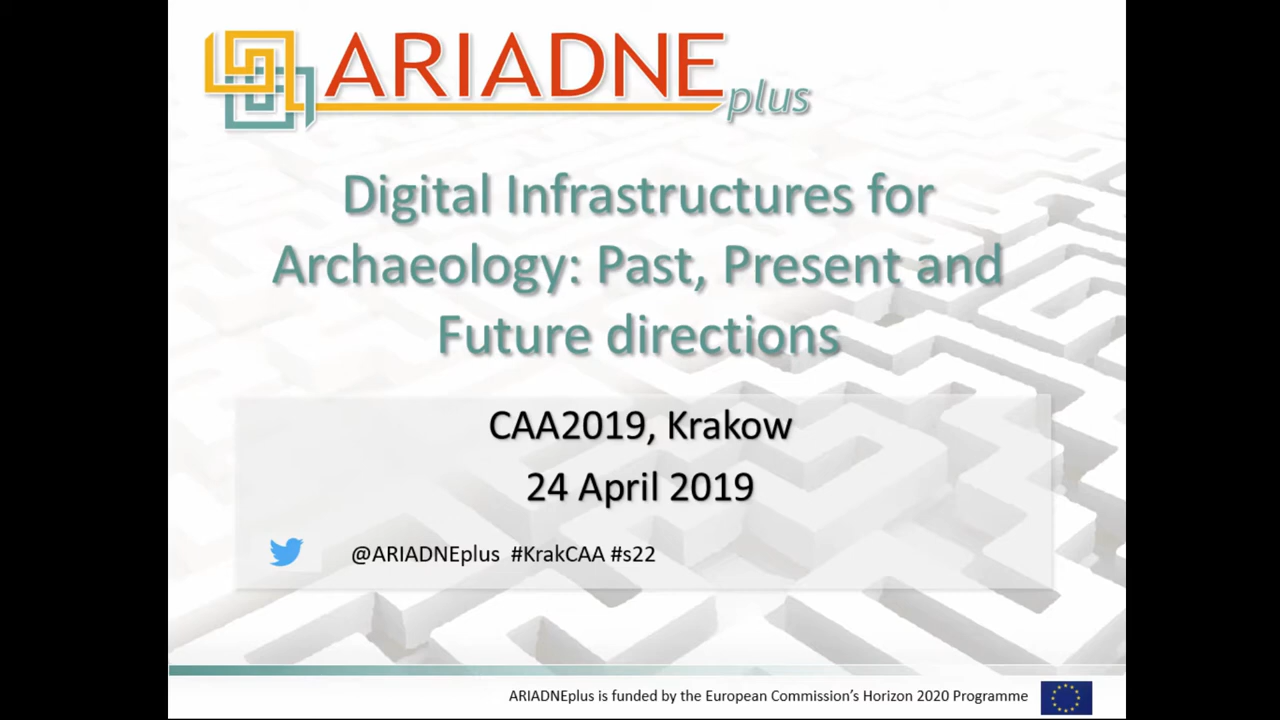 ARIADNE
plus
Digital Infrastructures for
Archaeology: Past, Present and
Future directions
CAA2019, Krakow
24 April 2019
@ARIADNEplus #KrakCAA #s22
ARIADNEplus is funded by the European Commission's Horizon 2020 Programme